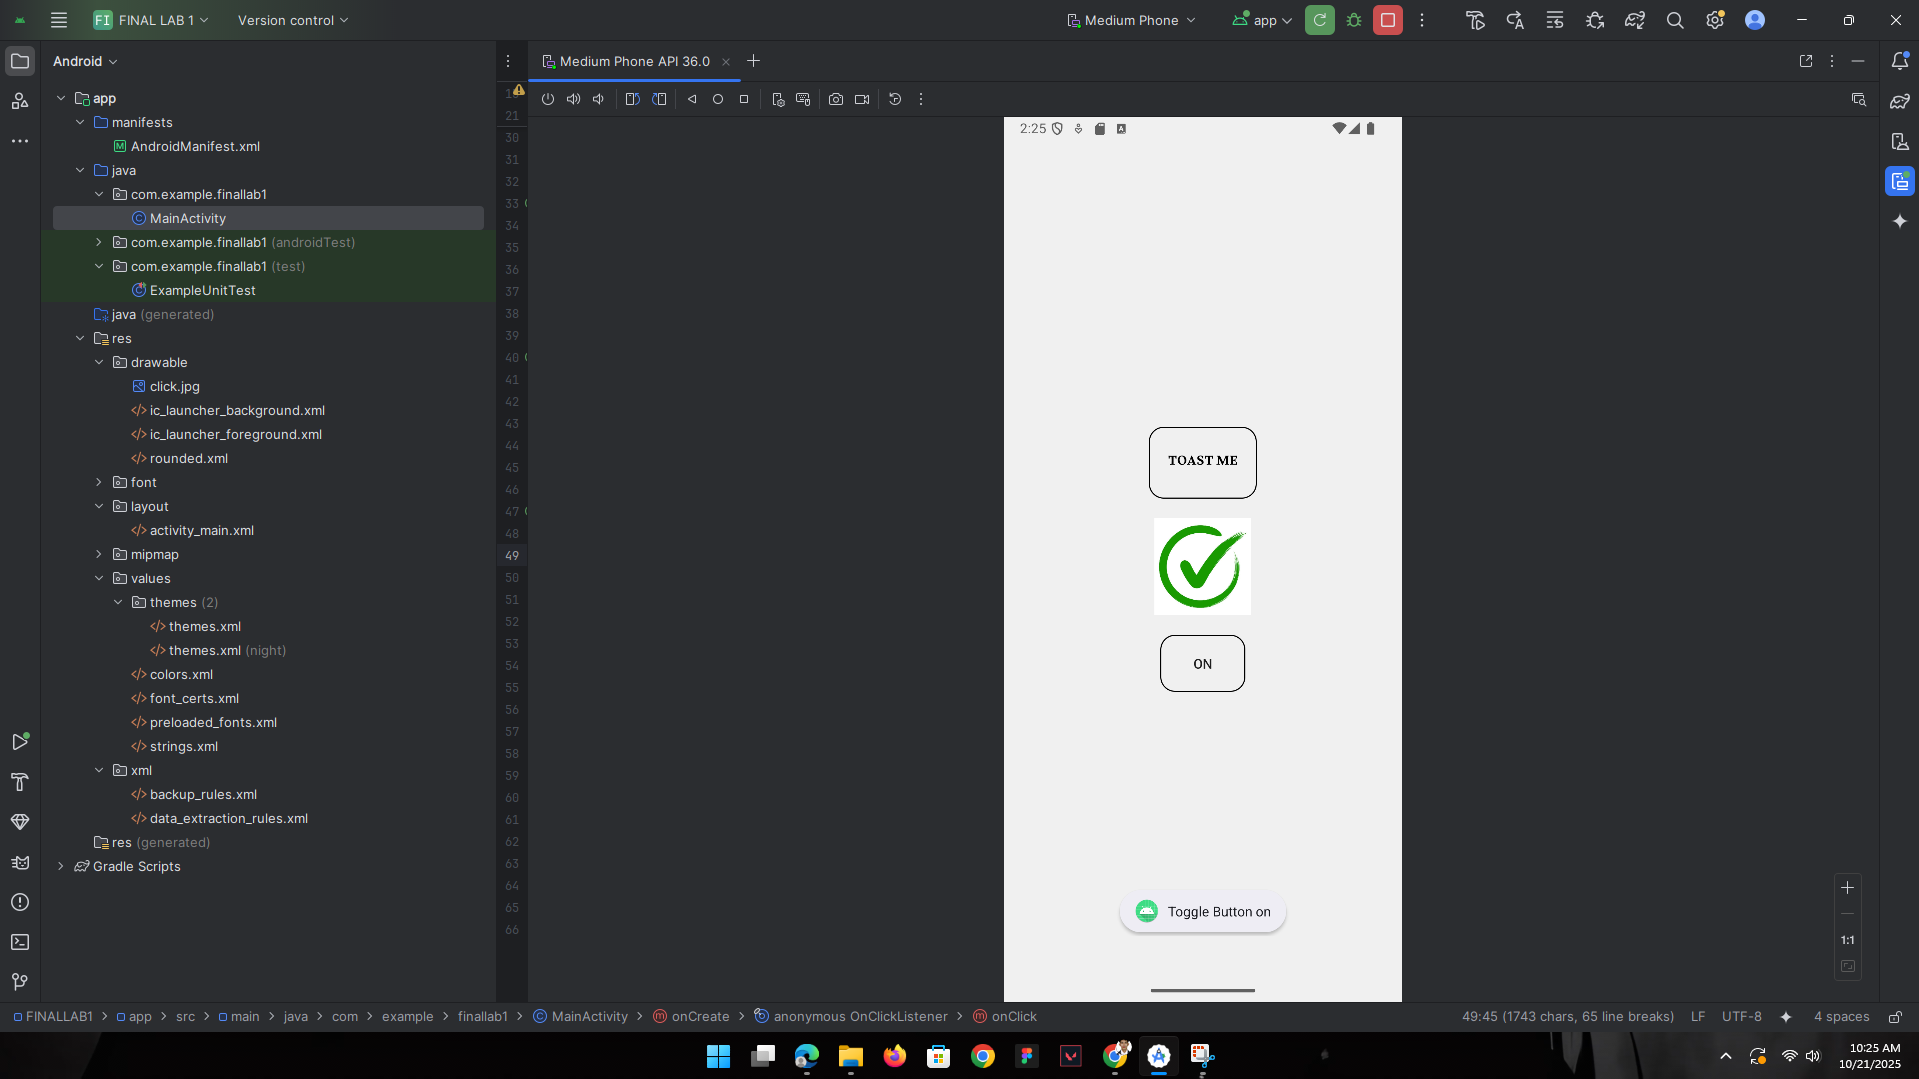 FI FINAL LAB 1
Version control
Medium Phone
app
Android
Medium Phone API 36.0
app
manifests
AndroidManifest.xml
java
com.example.finallab1
MainActivity
com.example.finallab1 (androidTest)
com.example.finallab1 (test)
ExampleUnitTest
java (generated)
res
drawable
click.jpg
ic_launcher_background.xml
ic_launcher_foreground.xml
rounded.xml
font
layout
activity_main.xml
mipmap
values
themes (2)
themes.xml
themes.xml (night)
colors.xml
font_certs.xml
preloaded_fonts.xml
strings.xml
xml
backup_rules.xml
data_extraction_rules.xml
res (generated)
Gradle Scripts
21
30
31
32
33
34
35
36
37
38
39
40
41
42
43
44
45
46
47
48
49
50
51
52
53
54
55
56
57
58
59
60
61
62
63
64
65
66
2:25
TOAST ME
ON
Toggle Button on
1:1
FINALLAB1 > app > src > main > java > com > example > finallab1 > MainActivity > onCreate > anonymous OnClickListener > onClick
49:45 (1743 chars, 65 line breaks) LF UTF-8 4 spaces
10:25 AM
10/21/2025